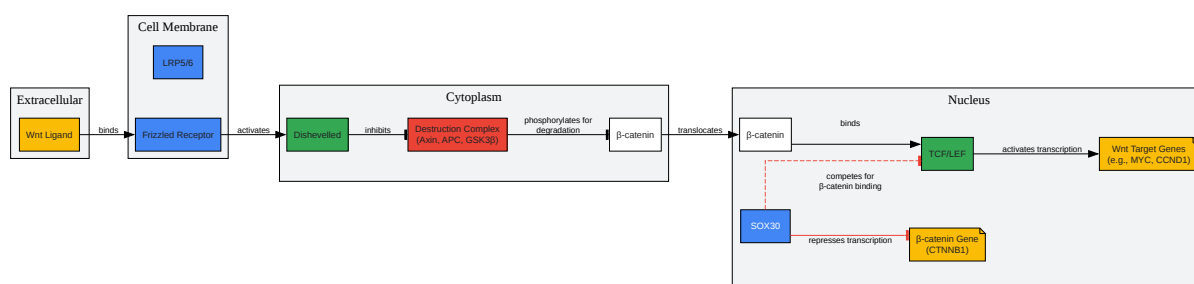 Cell Membrane
LRP5/6
Extracellular
Cytoplasm
Nucleus
Wnt Ligand
binds
Frizzled Receptor
activates
Dishevelled
inhibits
Destruction Complex
(Axin, APC, GSK3β)
phosphorylates for
degradation
β-catenin
translocates
β-catenin
binds
TCF/LEF
activates transcription
Wnt Target Genes
(e.g., MYC, CCND1)
competes for
β-catenin binding
SOX30
represses transcription
β-catenin Gene
(CTNNB1)